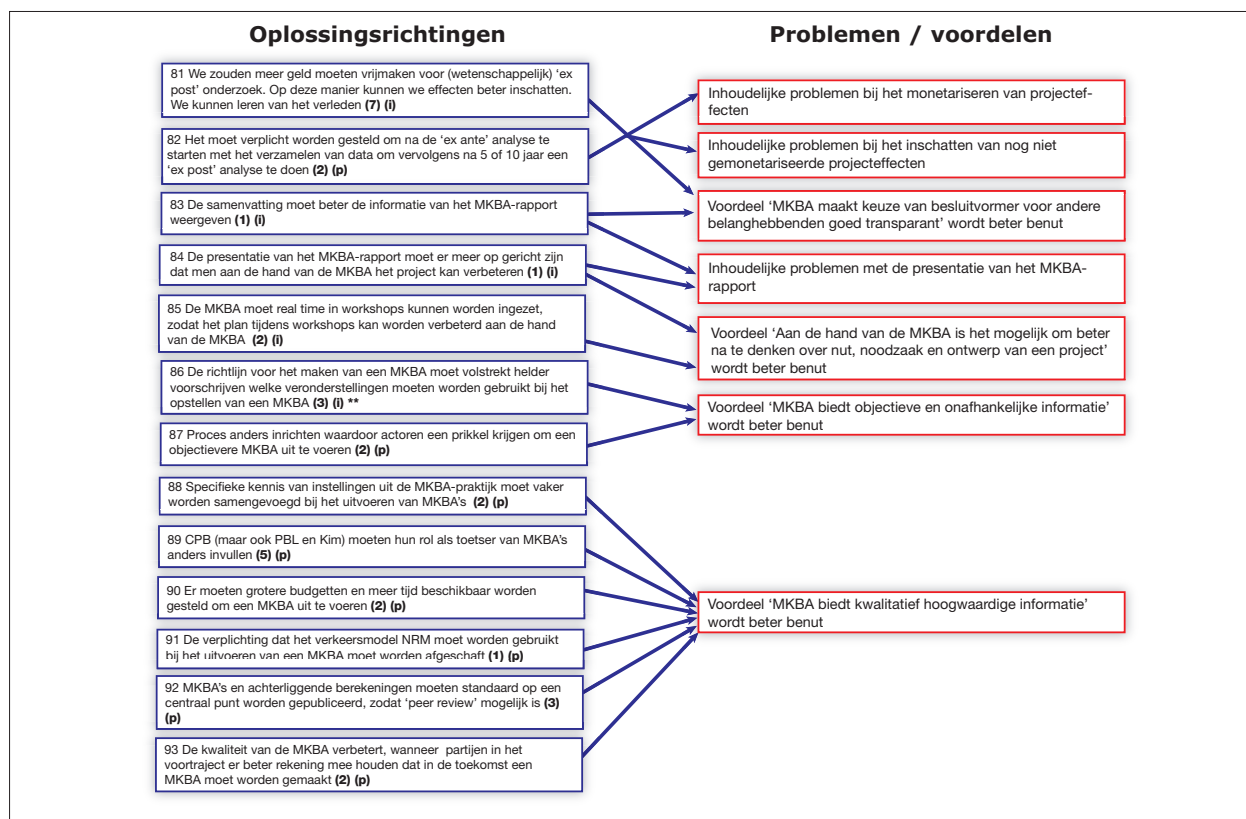 Oplossingsrichtingen
81 We zouden meer geld moeten vrijmaken voor (wetenschappelijk) ‘ex
post’ onderzoek. Op deze manier kunnen we effecten beter inschatten.
We kunnen leren van het verleden (7) (i)
82 Het moet verplicht worden gesteld om na de ‘ex ante’ analyse te
starten met het verzamelen van data om vervolgens na 5 of 10 jaar een
‘ex post’ analyse te doen (2) (p)
83 De samenvatting moet beter de informatie van het MKBA-rapport
weergeven (1) (i)
84 De presentatie van het MKBA-rapport moet er meer op gericht zijn
dat men aan de hand van de MKBA het project kan verbeteren (1) (i)
85 De MKBA moet real time in workshops kunnen worden ingezet,
zodat het plan tijdens workshops kan worden verbeterd aan de hand
van de MKBA (2) (i)
86 De richtlijn voor het maken van een MKBA moet volstrekt helder
voorschrijven welke veronderstellingen moeten worden gebruikt bij het
opstellen van een MKBA (3) (i) **
87 Proces anders inrichten waardoor actoren een prikkel krijgen om een
objectievere MKBA uit te voeren (2) (p)
88 Specifieke kennis van instellingen uit de MKBA-praktijk moet vaker
worden samengevoegd bij het uitvoeren van MKBA’s (2) (p)
89 CPB (maar ook PBL en Kim) moeten hun rol als toetser van MKBA’s
anders invullen (5) (p)
90 Er moeten grotere budgetten en meer tijd beschikbaar worden
gesteld om een MKBA uit te voeren (2) (p)
91 De verplichting dat het verkeersmodel NRM moet worden gebruikt
bij het uitvoeren van een MKBA moet worden afgeschaft (1) (p)
92 MKBA’s en achterliggende berekeningen moeten standaard op een
centraal punt worden gepubliceerd, zodat ‘peer review’ mogelijk is (3)
(p)
93 De kwaliteit van de MKBA verbetert, wanneer partijen in het
voortraject er beter rekening mee houden dat in de toekomst een
MKBA moet worden gemaakt (2) (p)
Problemen / voordelen
Inhoudelijke problemen bij het monetariseren van projectef-
fecten
Inhoudelijke problemen bij het inschatten van nog niet
gemonetariseerde projecteffecten
Voordeel ‘MKBA maakt keuze van besluitvormer voor andere
belanghebbenden goed transparant’ wordt beter benut
Inhoudelijke problemen met de presentatie van het MKBA-
rapport
Voordeel ‘Aan de hand van de MKBA is het mogelijk om beter
na te denken over nut, noodzaak en ontwerp van een project’
wordt beter benut
Voordeel ‘MKBA biedt objectieve en onafhankelijke informatie’
wordt beter benut
Voordeel ‘MKBA biedt kwalitatief hoogwaardige informatie’
wordt beter benut